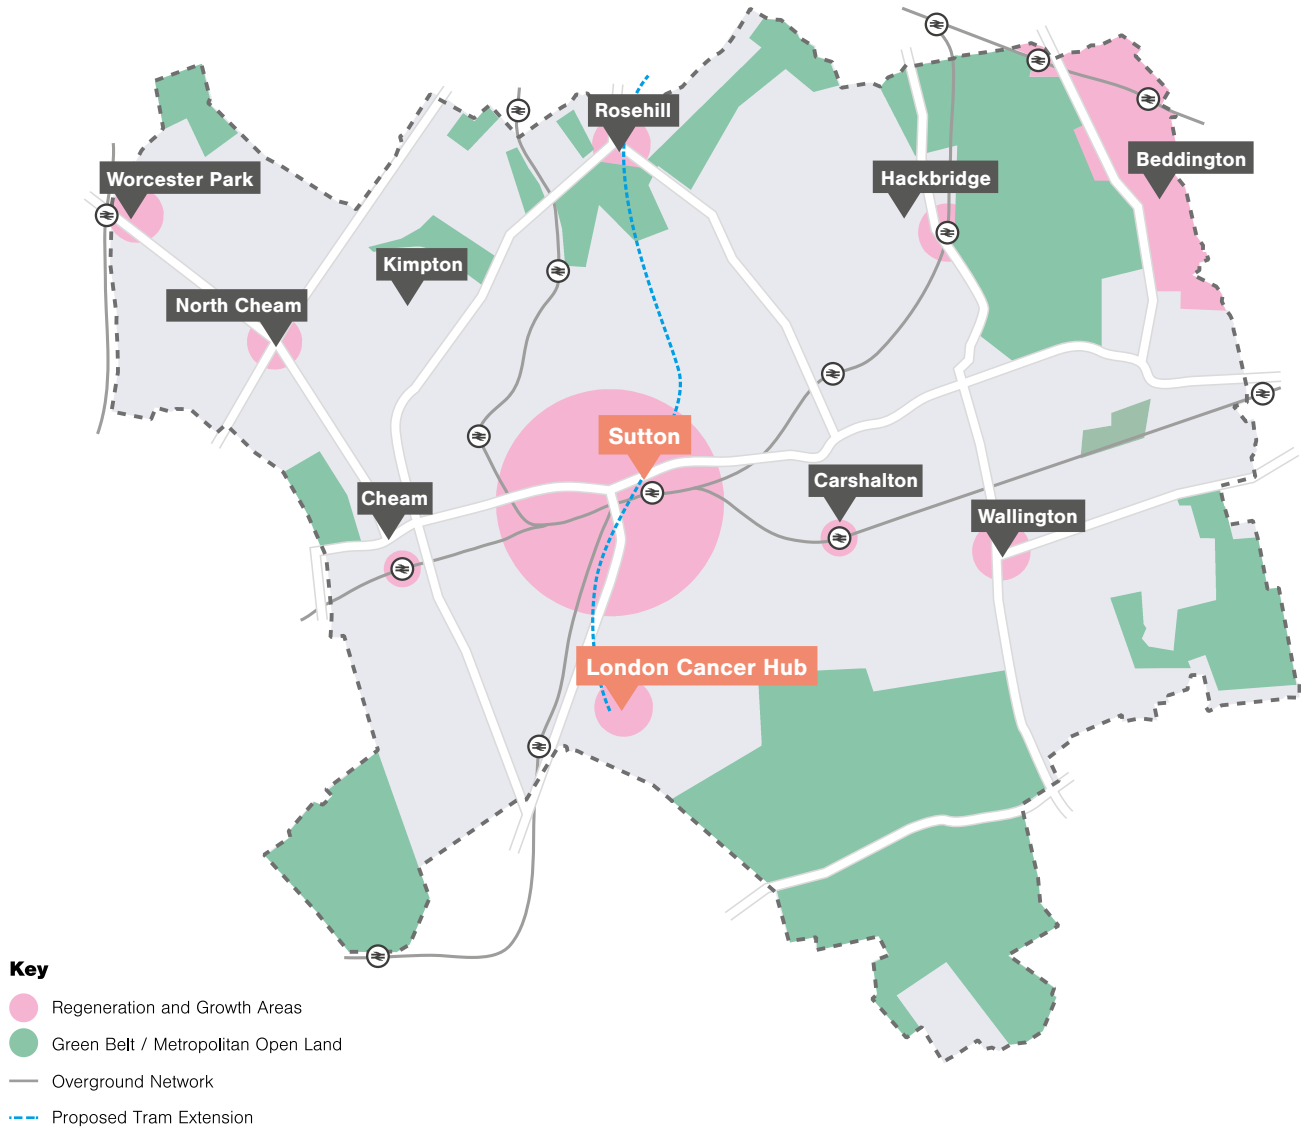 Rosehill
Beddington
Worcester Park
Hackbridge
Kimpton
North Cheam
Sutton
Carshalton
Cheam
Wallington
London Cancer Hub
Key
Regeneration and Growth Areas
Green Belt / Metropolitan Open Land
Overground Network
Proposed Tram Extension